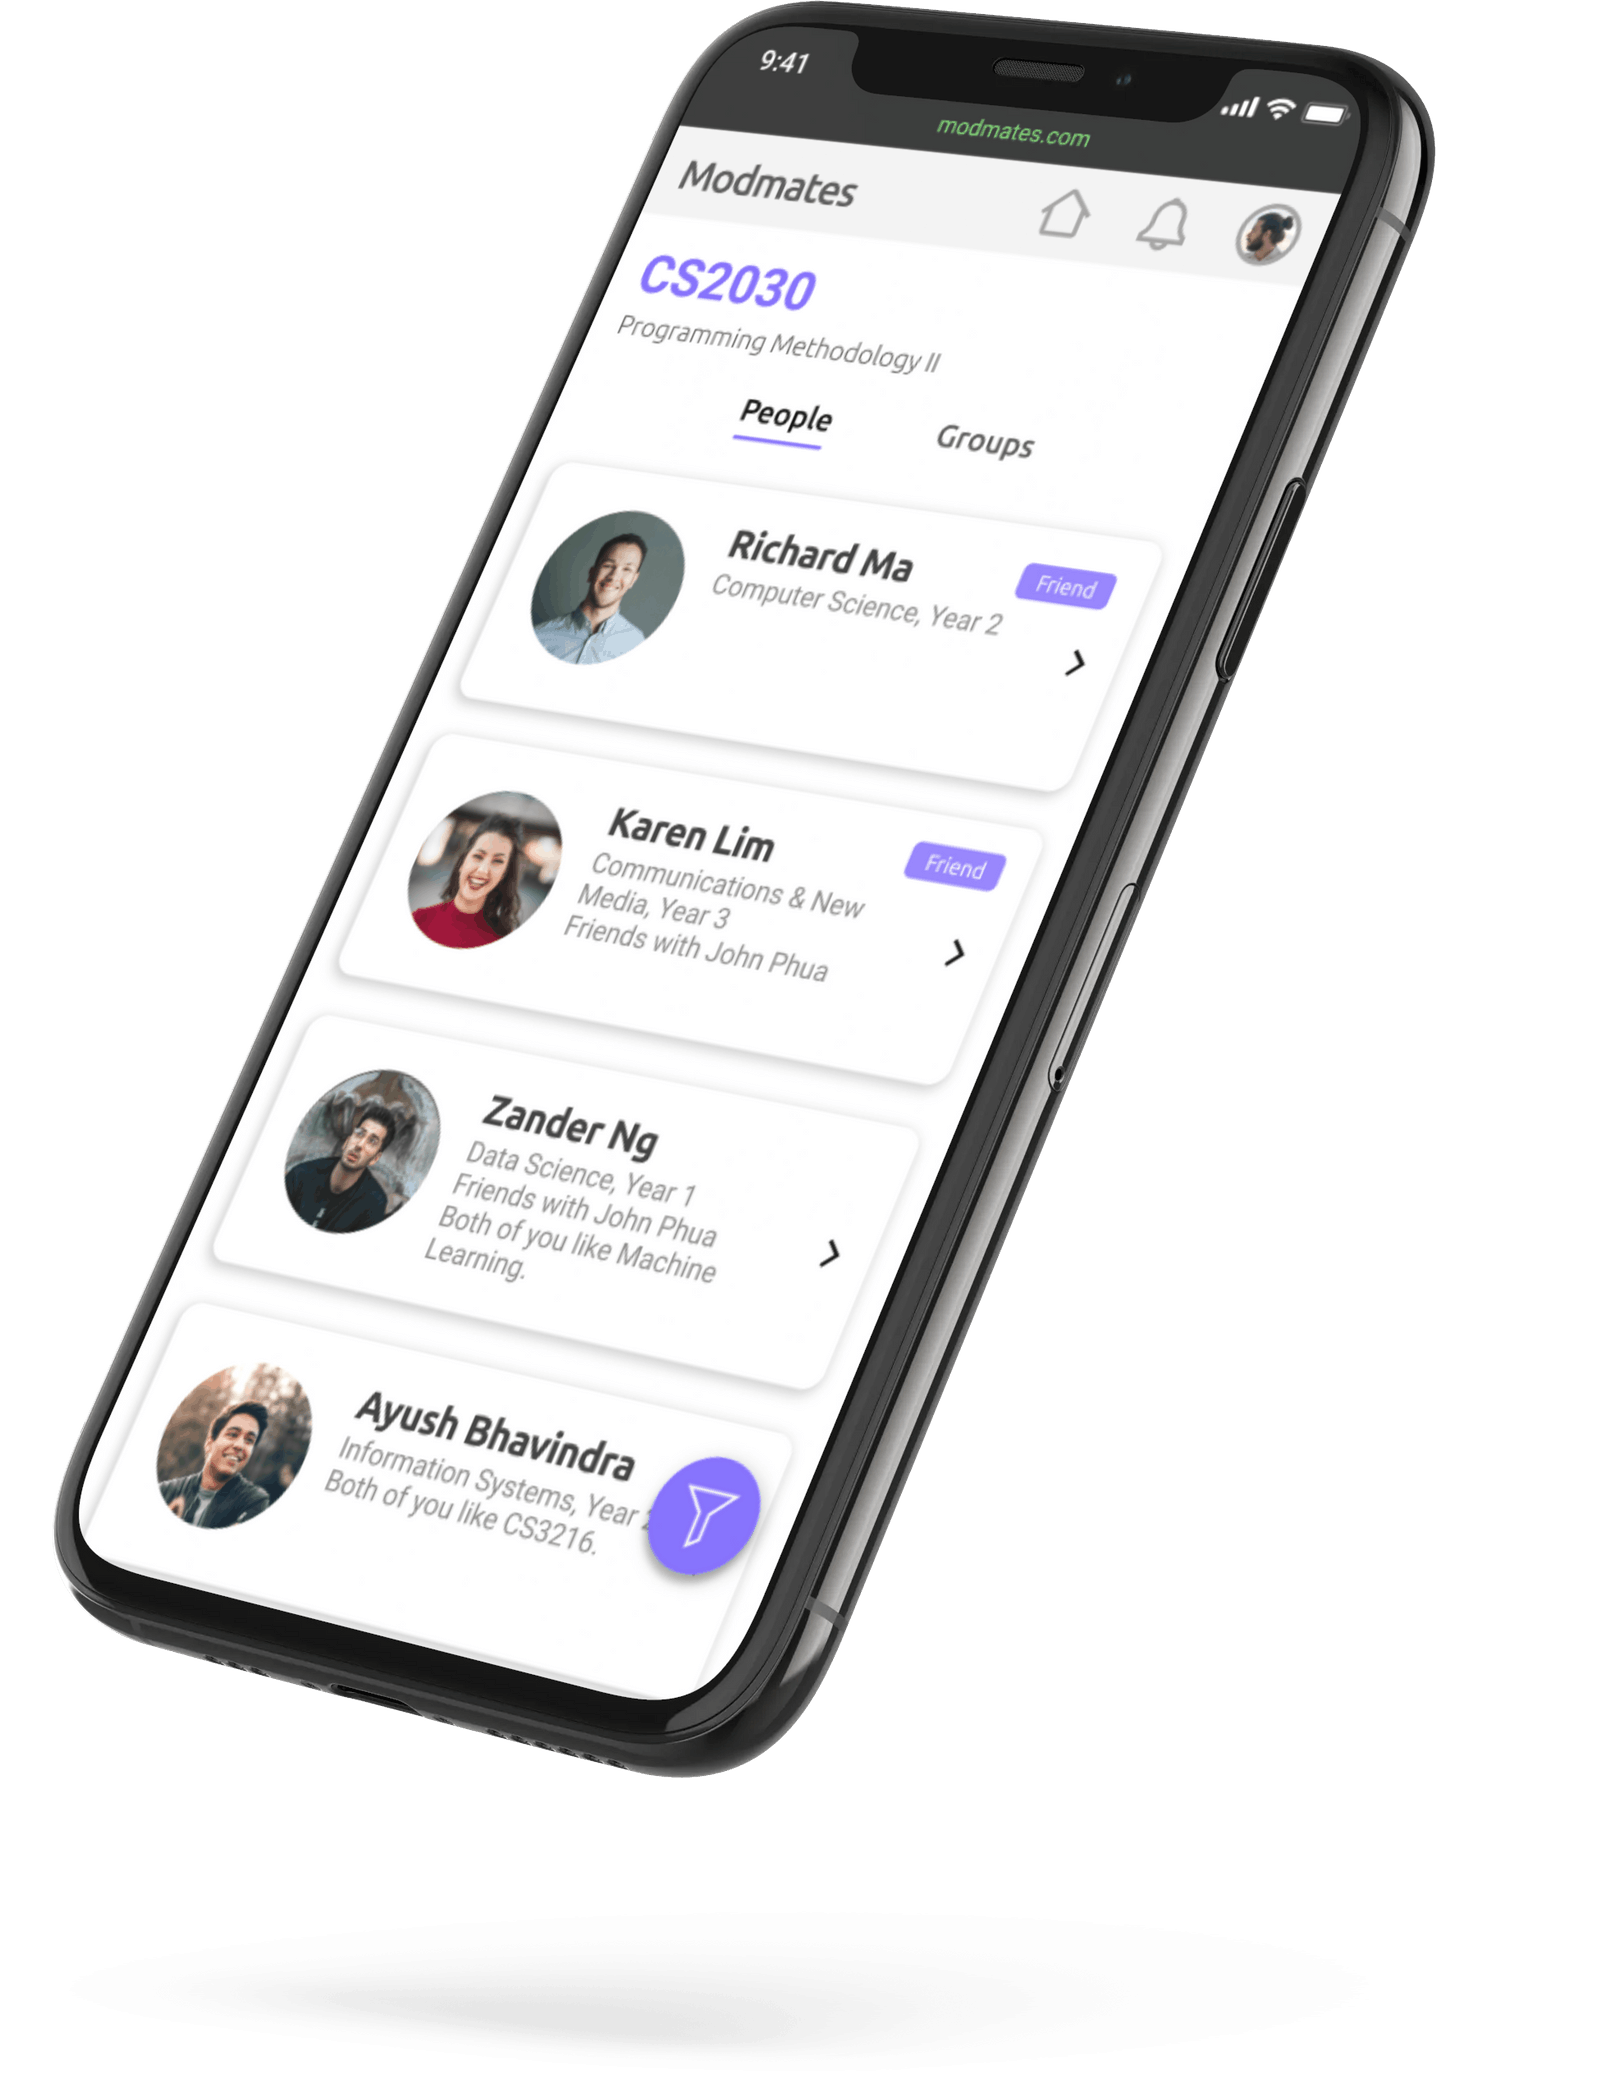 9:41
modmates.com
Modmates
CS2030
Programming Methodology II
People
Groups
Richard Ma
Friend
Computer Science, Year 2
Karen Lim
Friend
Communications & New
Media, Year 3
Friends with John Phua
Zander Ng
Data Science, Year 1
Friends with John Phua
Both of you like Machine
Learning.
Ayush Bhavindra
Information Systems, Year
Both of you like CS3216.